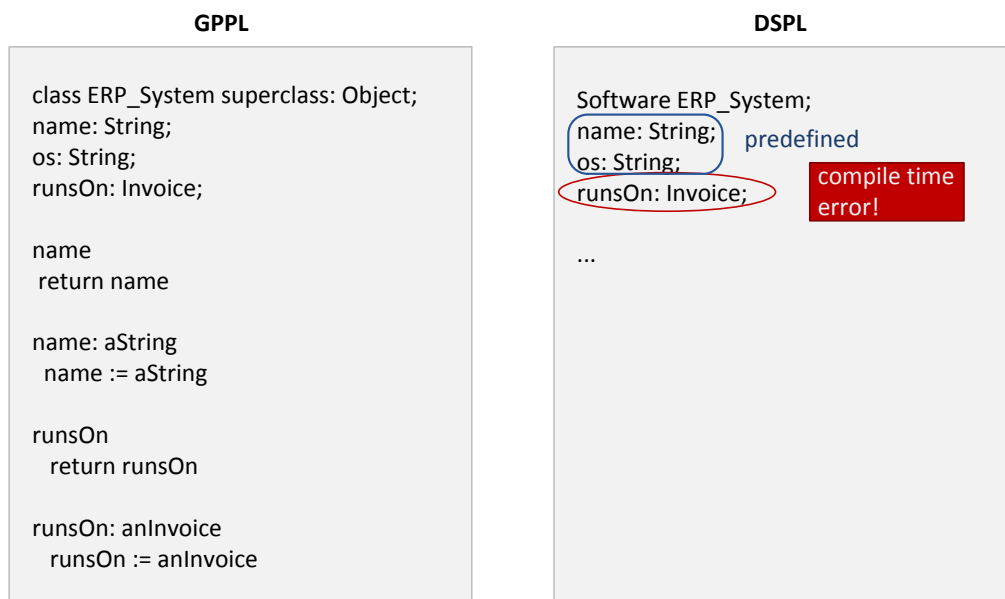 GPPL
class ERP_System superclass: Object;
name: String;
os: String;
runsOn: Invoice;
name
return name
name: aString
name := aString
runsOn
return runsOn
runsOn: anInvoice
runsOn := anInvoice
DSPL
Software ERP_System;
name: String;
os: String;
predefined
runsOn: Invoice;
compile time
error!
...